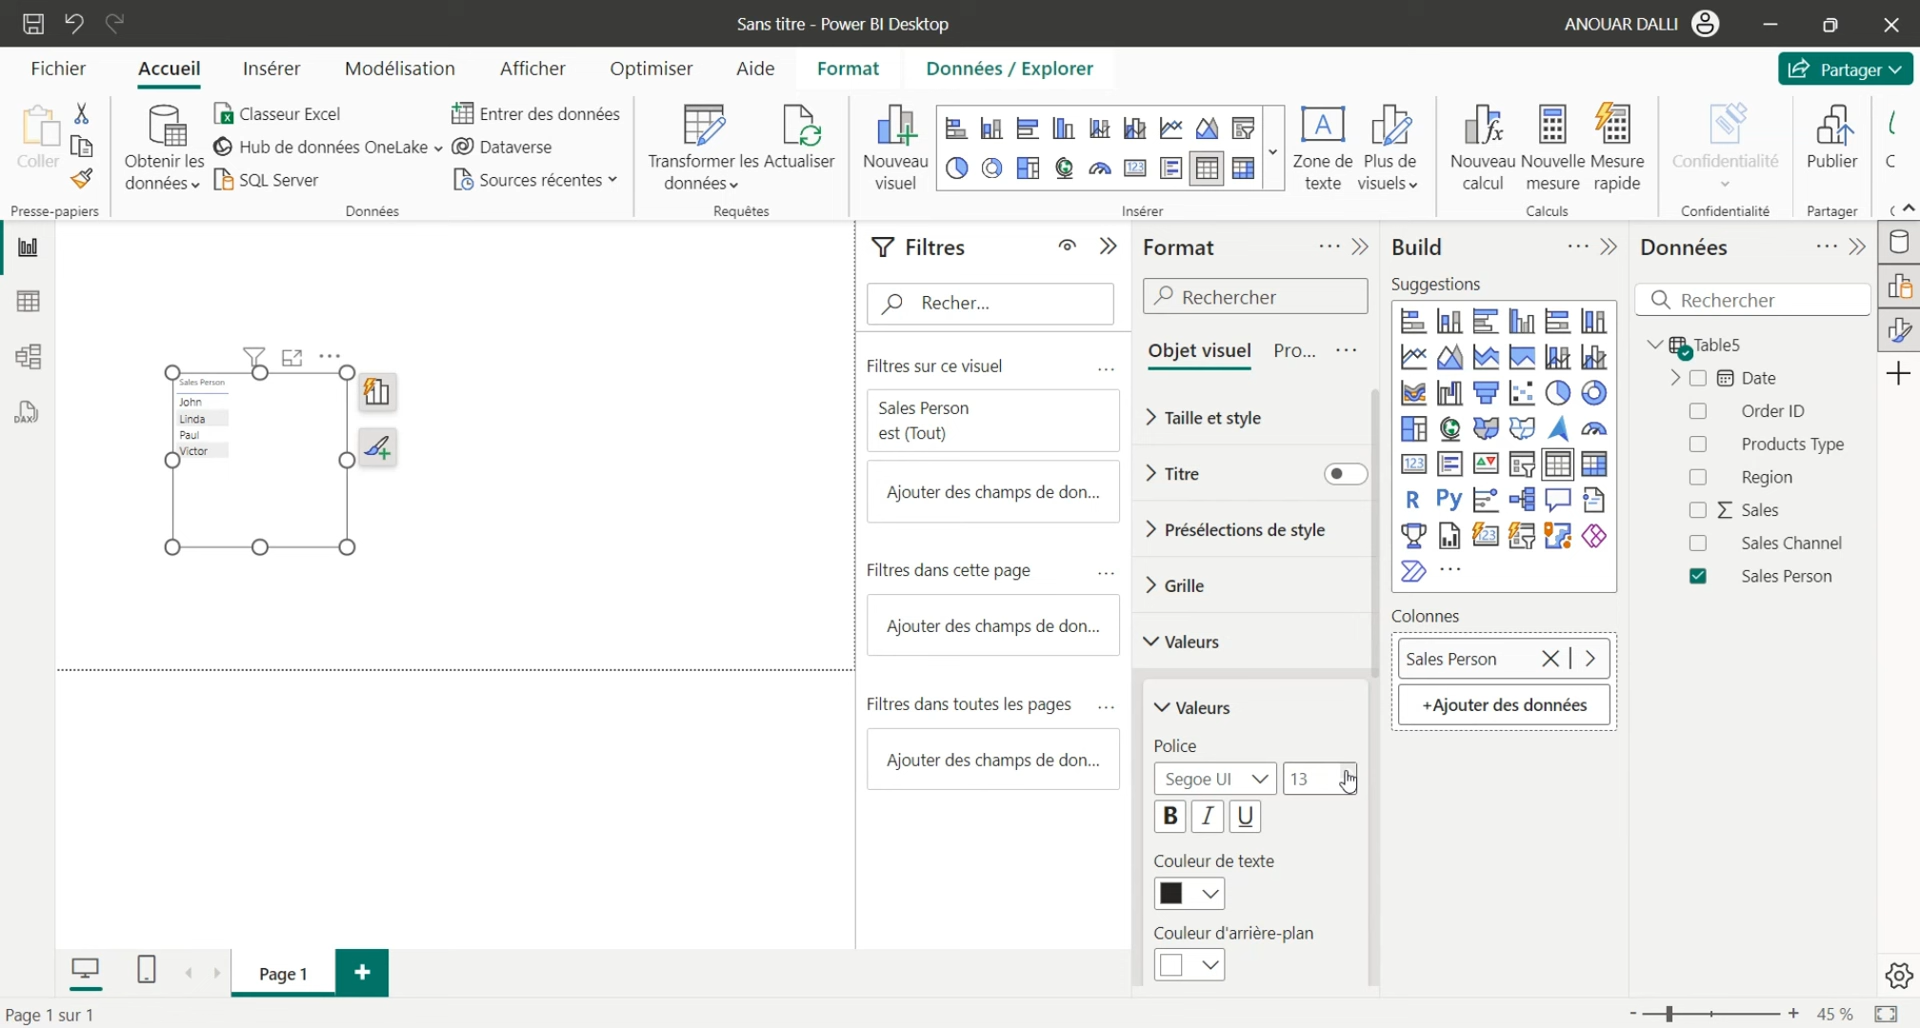 Sans titre - Power BI Desktop
ANOUAR DALLI
Fichier
Accueil
Insérer
Modélisation
Afficher
Optimiser
Aide
Format
Données / Explorer
Partager
Coller
Presse-papiers
Obtenir les données
Classeur Excel
Hub de données OneLake
SQL Server
Entrer des données
Dataverse
Sources récentes
Données
Transformer les données
Actualiser
Requêtes
Nouveau visuel
Zone de texte
Plus de visuels
Insérer
Nouveau calcul
Nouvelle mesure
Mesure rapide
Calculs
Confidentialité
Confidentialité
Publier
Partager
C
(
DAX
Sales Person
John
Linda
Paul
Victor
Filtres
Recher...
Filtres sur ce visuel
...
Sales Person
est (Tout)
Ajouter des champs de don...
Filtres dans cette page
...
Ajouter des champs de don...
Filtres dans toutes les pages
...
Ajouter des champs de don...
Format
Rechercher
Objet visuel
Pro...
Taille et style
Titre
Présélections de style
Grille
Valeurs
Valeurs
Police
Segoe UI
13
B
I
U
Couleur de texte
Couleur d'arrière-plan
Build
Suggestions
123
R
Py
123
Colonnes
Sales Person
+Ajouter des données
Données
Rechercher
Table5
Date
Order ID
Products Type
Region
Σ Sales
Sales Channel
Sales Person
Page 1
+
Page 1 sur 1
- + 45 %